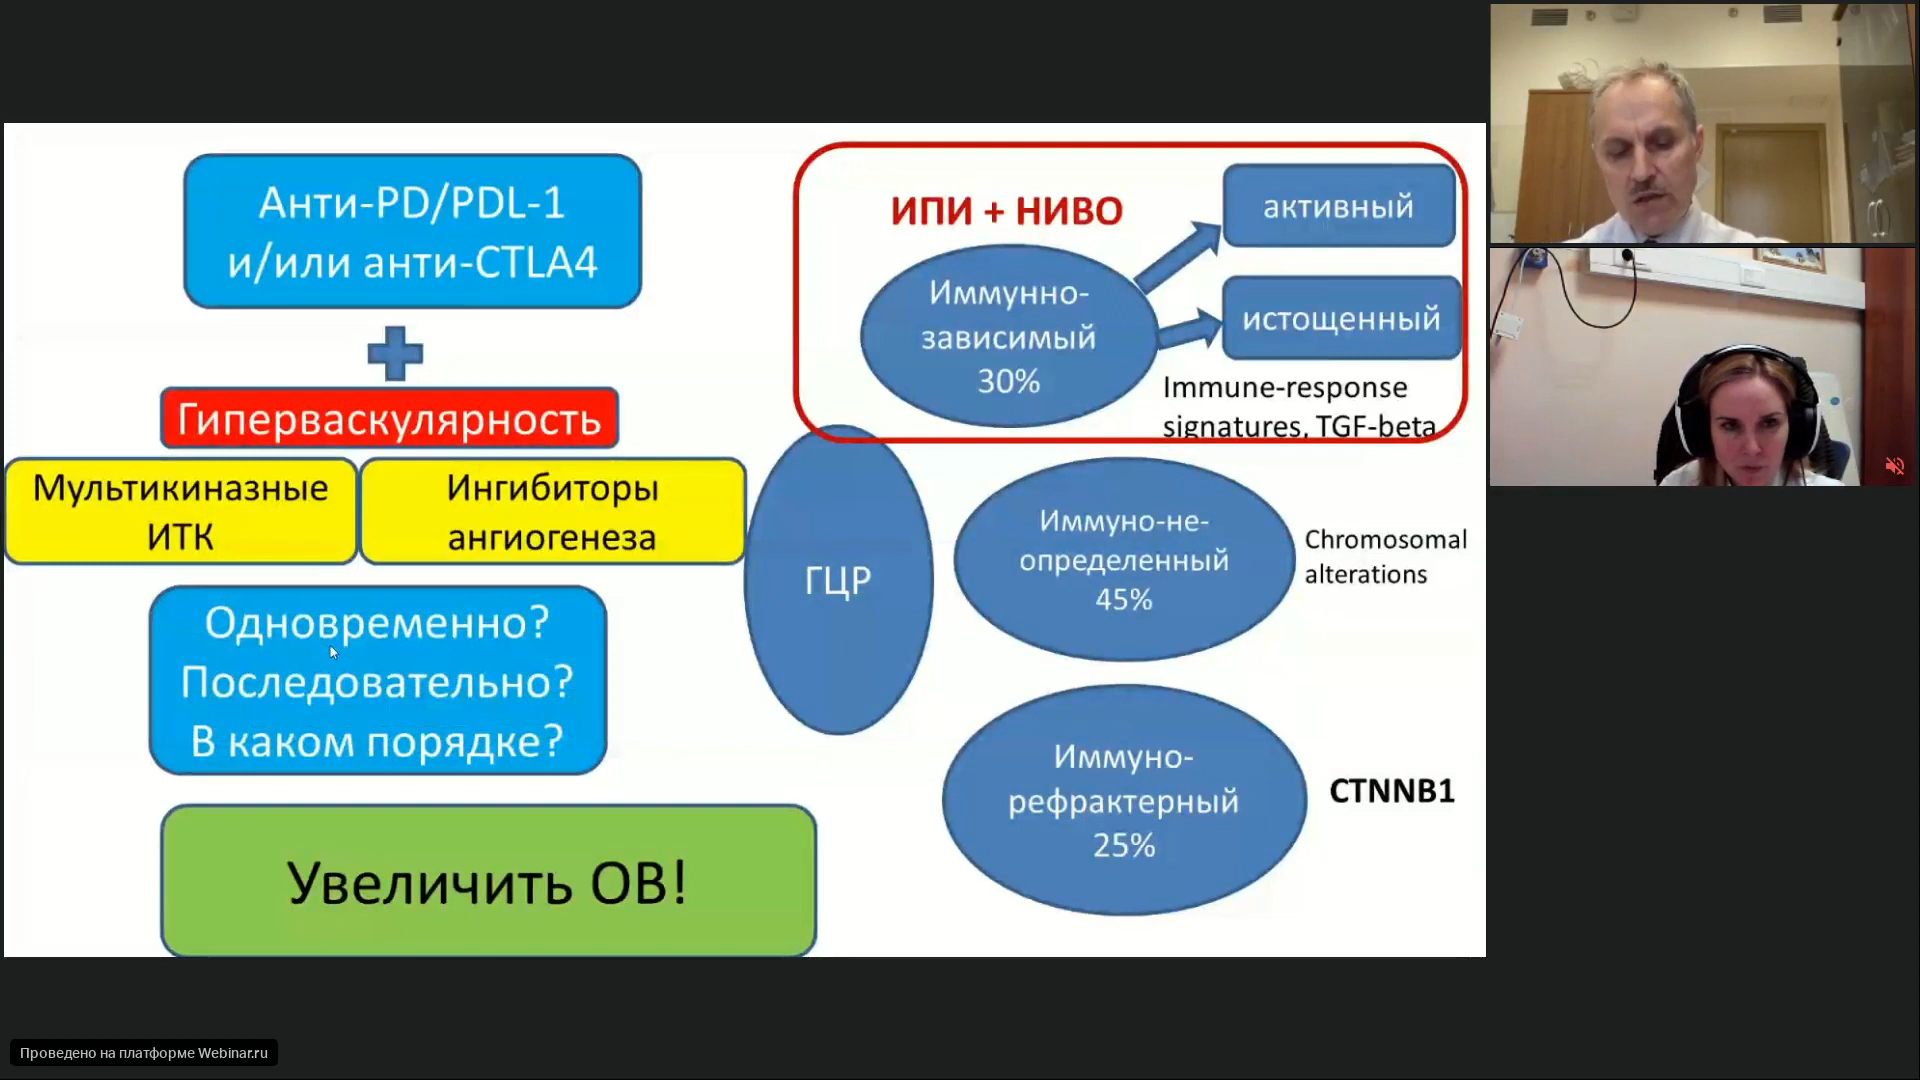 Анти-PD/PDL-1
и/или анти-CTLA4
Гиперваскулярность
Мультикиназные
ИТК
Ингибиторы
ангиогенеза
Одновременно?
Последовательно?
В каком порядке?
Увеличить ОВ!
ГЦР
ИПИ + НИВО
Иммунно-
зависимый
30%
активный
истощенный
Immune-response
signatures, TGF-beta
Иммуно-не-
определенный
45%
Chromosomal
alterations
Иммуно-
рефрактерный
25%
CTNNB1
Проведено на платформе Webinar.ru